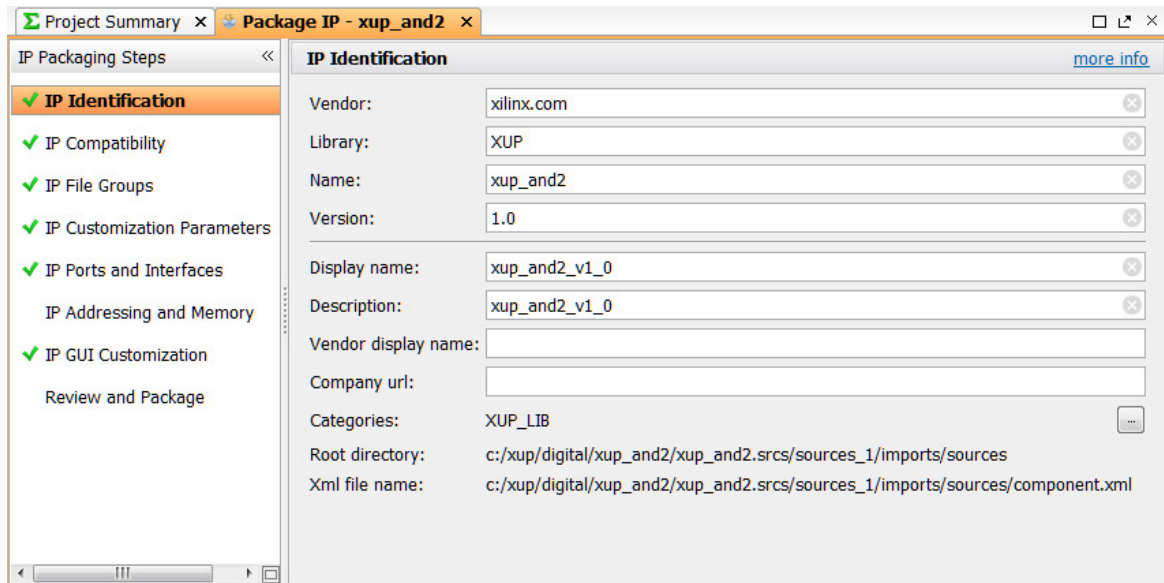 Σ Project Summary × Package IP - xup_and2 ×
IP Packaging Steps «
IP Identification
IP Compatibility
IP File Groups
IP Customization Parameters
IP Ports and Interfaces
IP Addressing and Memory
IP GUI Customization
Review and Package
IP Identification more info
Vendor: xilinx.com
Library: XUP
Name: xup_and2
Version: 1.0
Display name: xup_and2_v1_0
Description: xup_and2_v1_0
Vendor display name:
Company url:
Categories: XUP_LIB ...
Root directory: c:/xup/digital/xup_and2/xup_and2.srcs/sources_1/imports/sources
Xml file name: c:/xup/digital/xup_and2/xup_and2.srcs/sources_1/imports/sources/component.xml